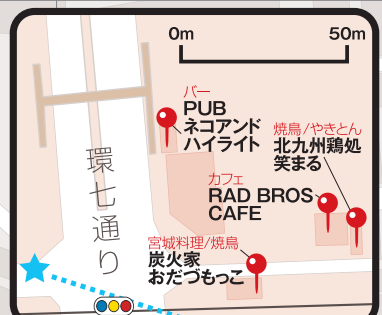 0m 50m
バー
PUB
ネコアンド
ハイライト
焼鳥/やきとん
北九州鶏処
笑まる
カフェ
RAD BROS
CAFE
環七通り
宮城料理/焼鳥
炭火家
おだづもっこ